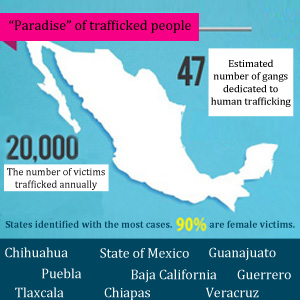 "Paradise" of trafficked people
47
Estimated
number of gangs
dedicated to
human trafficking
20,000
The number of victims
trafficked annually
States identified with the most cases. 90% are female victims.
Chihuahua State of Mexico Guanajuato
Puebla Baja California Guerrero
Tlaxcala Chiapas Veracruz